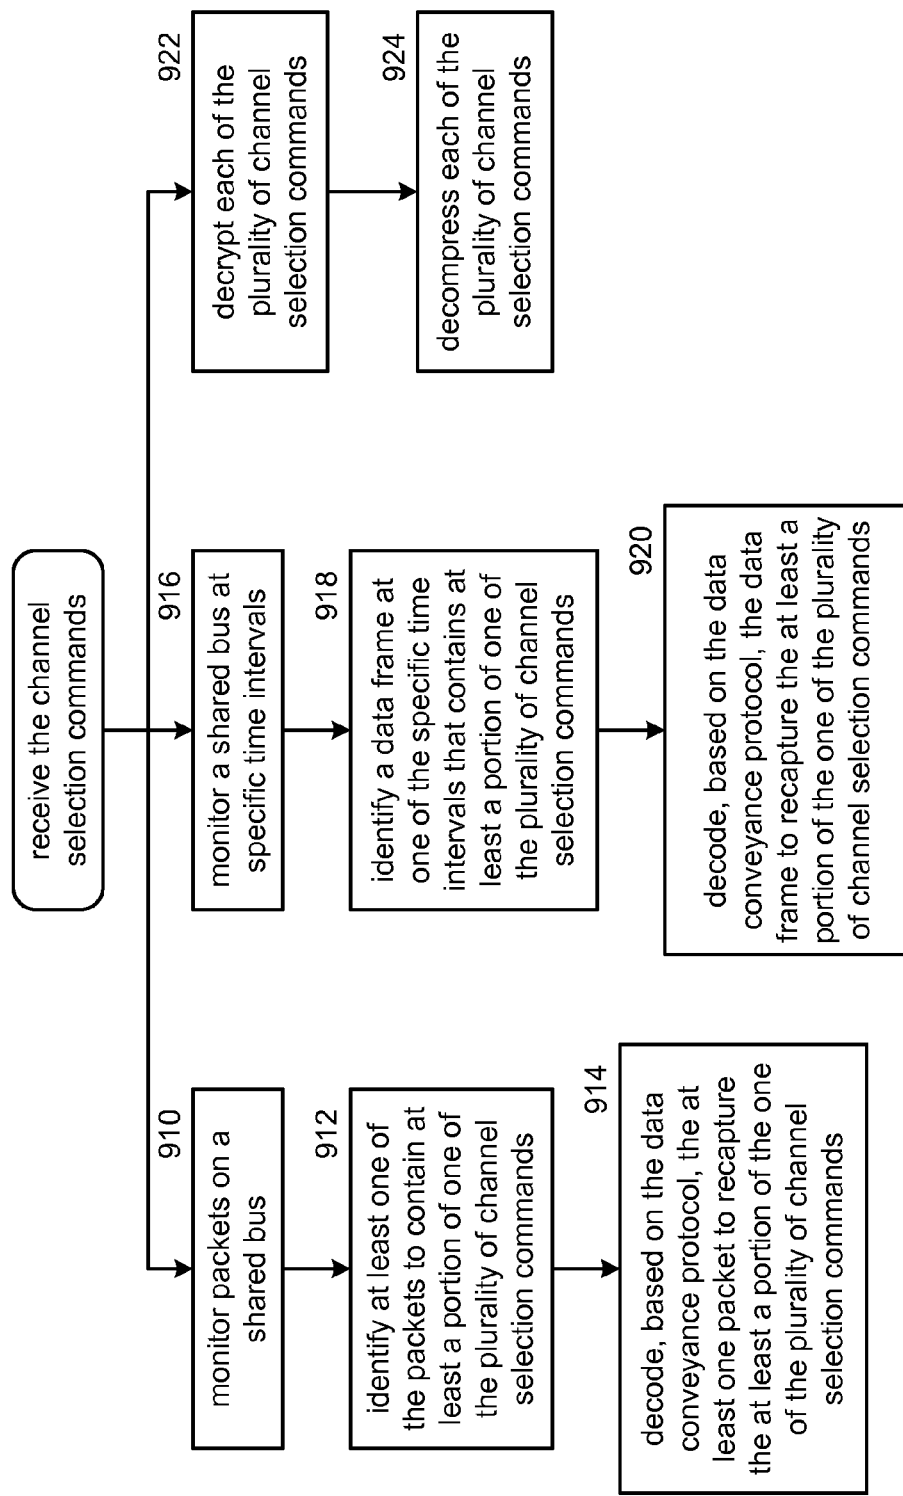 receive the channel
selection commands
910
monitor packets on a
shared bus
912
identify at least one of
the packets to contain at
least a portion of one of
the plurality of channel
selection commands
914
decode, based on the data
conveyance protocol, the at
least one packet to recapture
the at least a portion of the one
of the plurality of channel
selection commands
916
monitor a shared bus at
specific time intervals
918
identify a data frame at
one of the specific time
intervals that contains at
least a portion of one of
the plurality of channel
selection commands
920
decode, based on the data
conveyance protocol, the data
frame to recapture the at least a
portion of the one of the plurality
of channel selection commands
922
decrypt each of the
plurality of channel
selection commands
924
decompress each of the
plurality of channel
selection commands